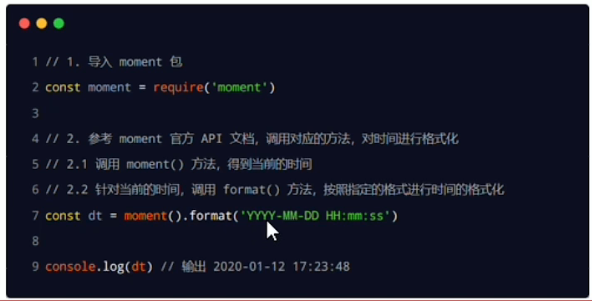 1 // 1. 导入 moment 包
2 const moment = require('moment')
3
4 // 2. 参考 moment 官方 API 文档，调用对应的方法，对时间进行格式化
5 // 2.1 调用 moment() 方法，得到当前的时间
6 // 2.2 针对当前的时间，调用 format() 方法，按照指定的格式进行时间的格式化
7 const dt = moment().format('YYYY-MM-DD HH:mm:ss')
8
9 console.log(dt) // 输出 2020-01-12 17:23:48